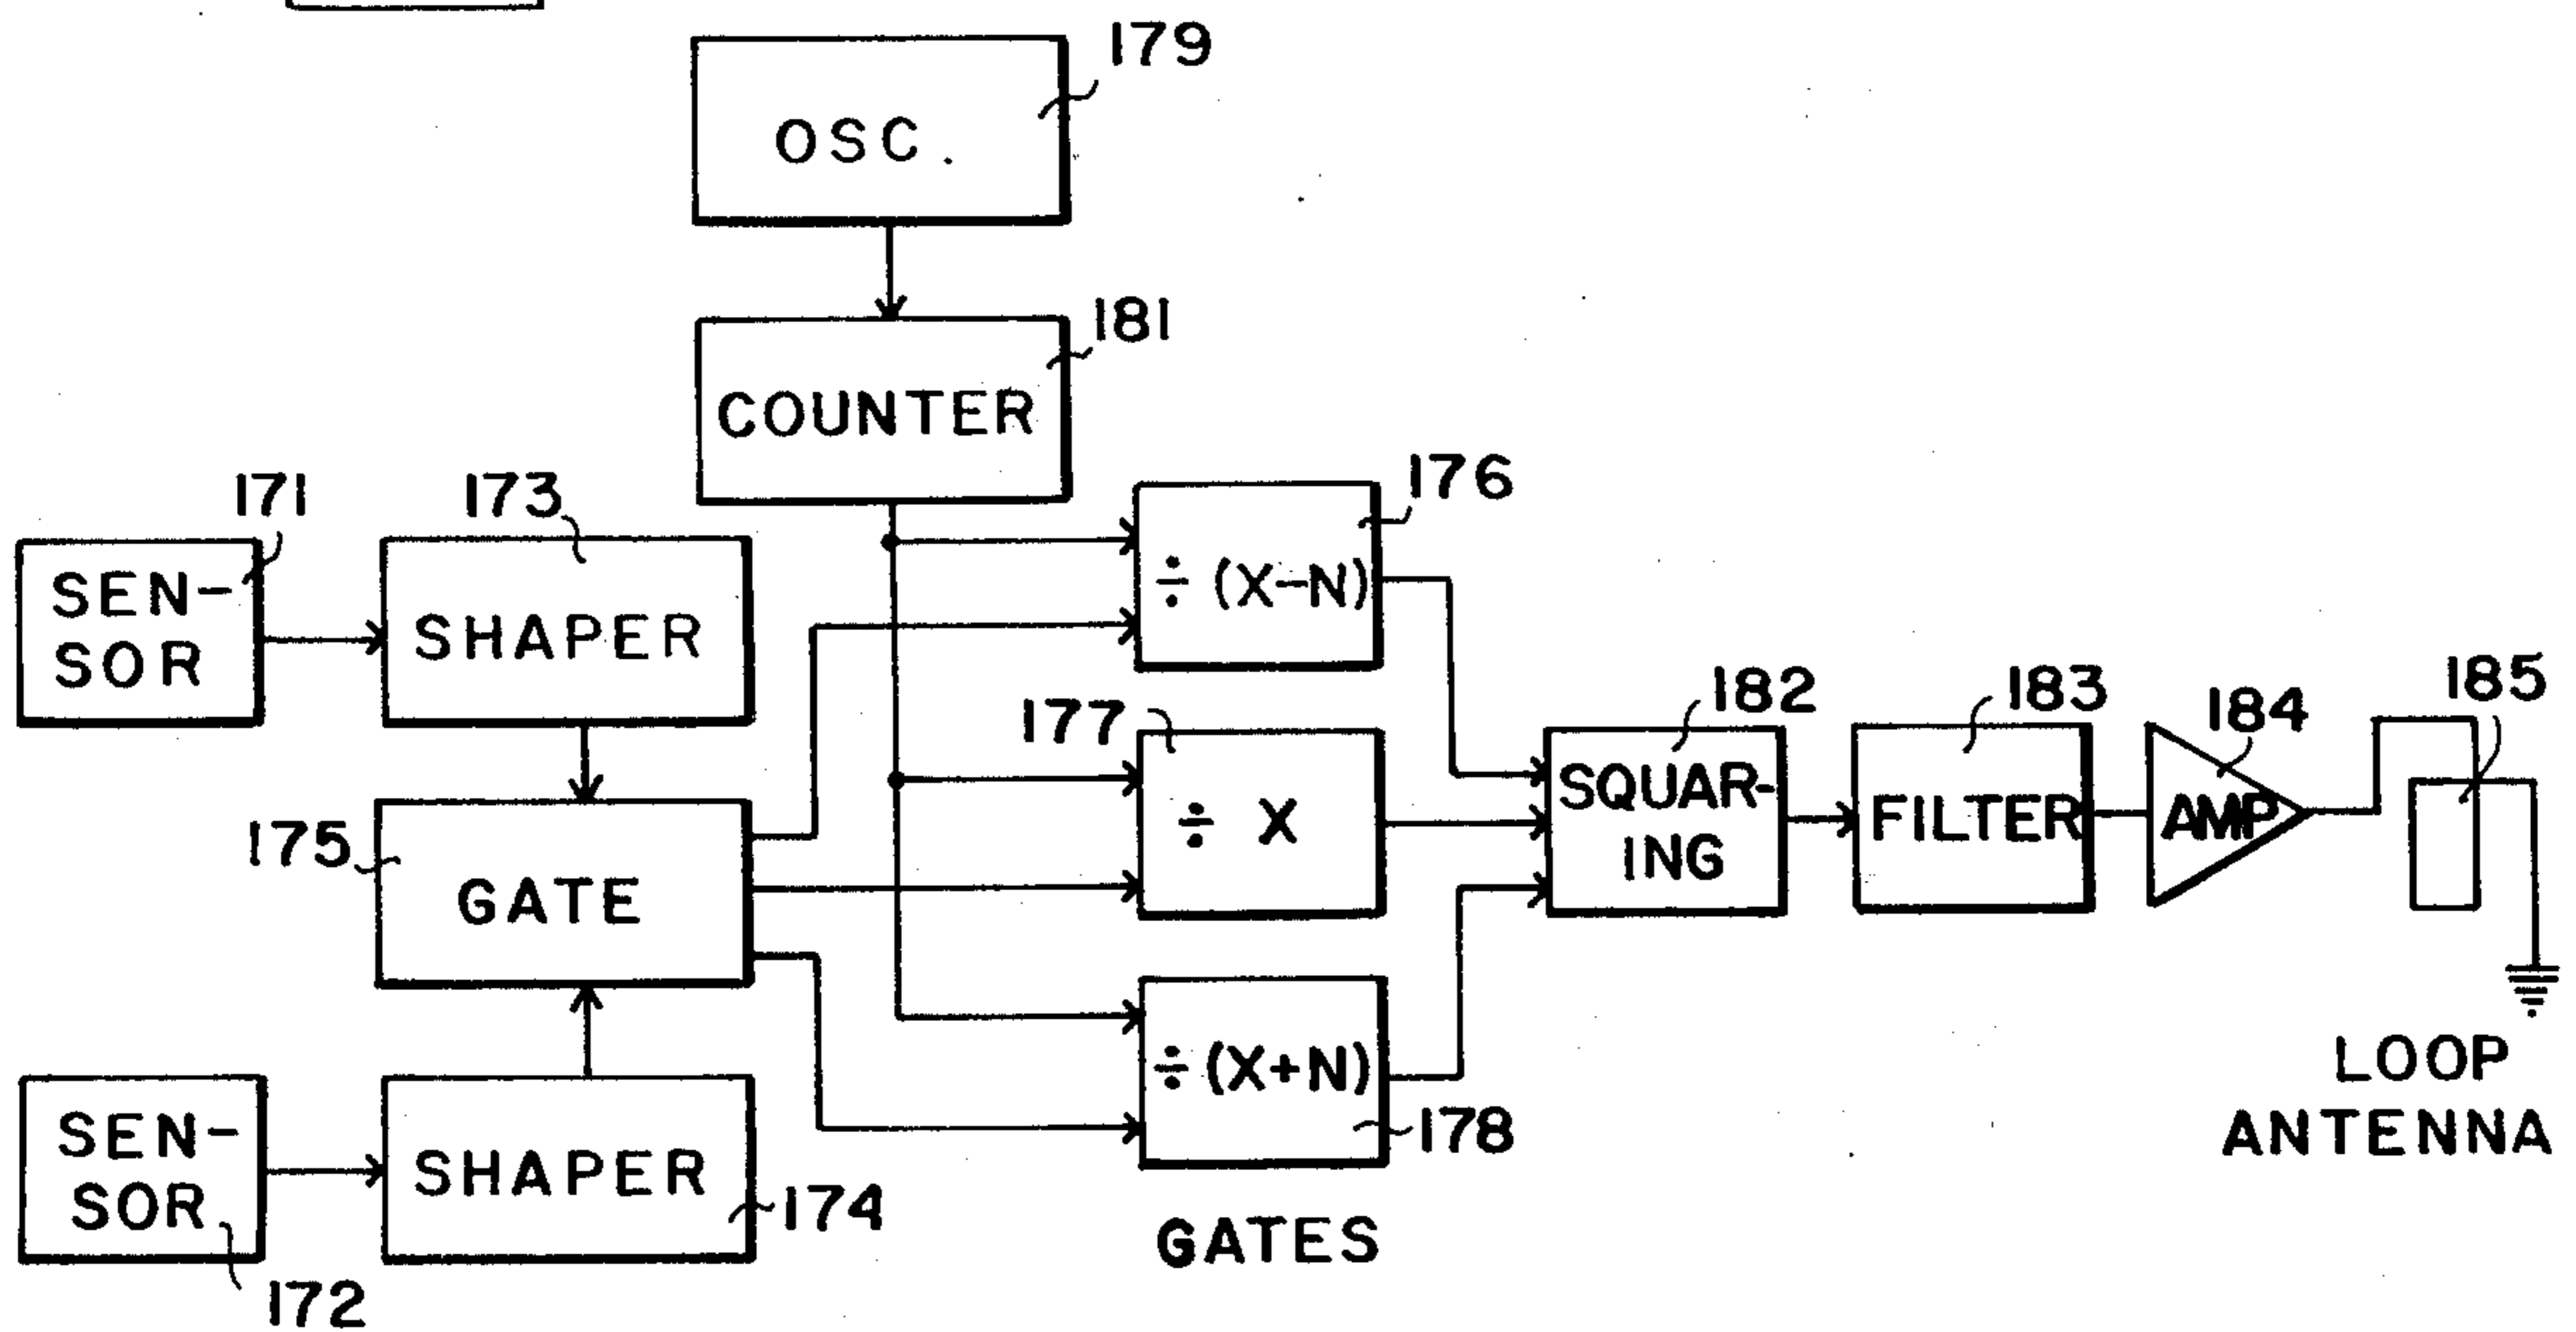 179
OSC.
181
COUNTER
171
SEN-
SOR
173
SHAPER
176
÷ (X-N)
175
GATE
177
÷ X
182
SQUAR-
ING
183
FILTER
184
AMP
185
LOOP
ANTENNA
÷ (X+N)
178
GATES
SEN-
SOR
172
SHAPER
174